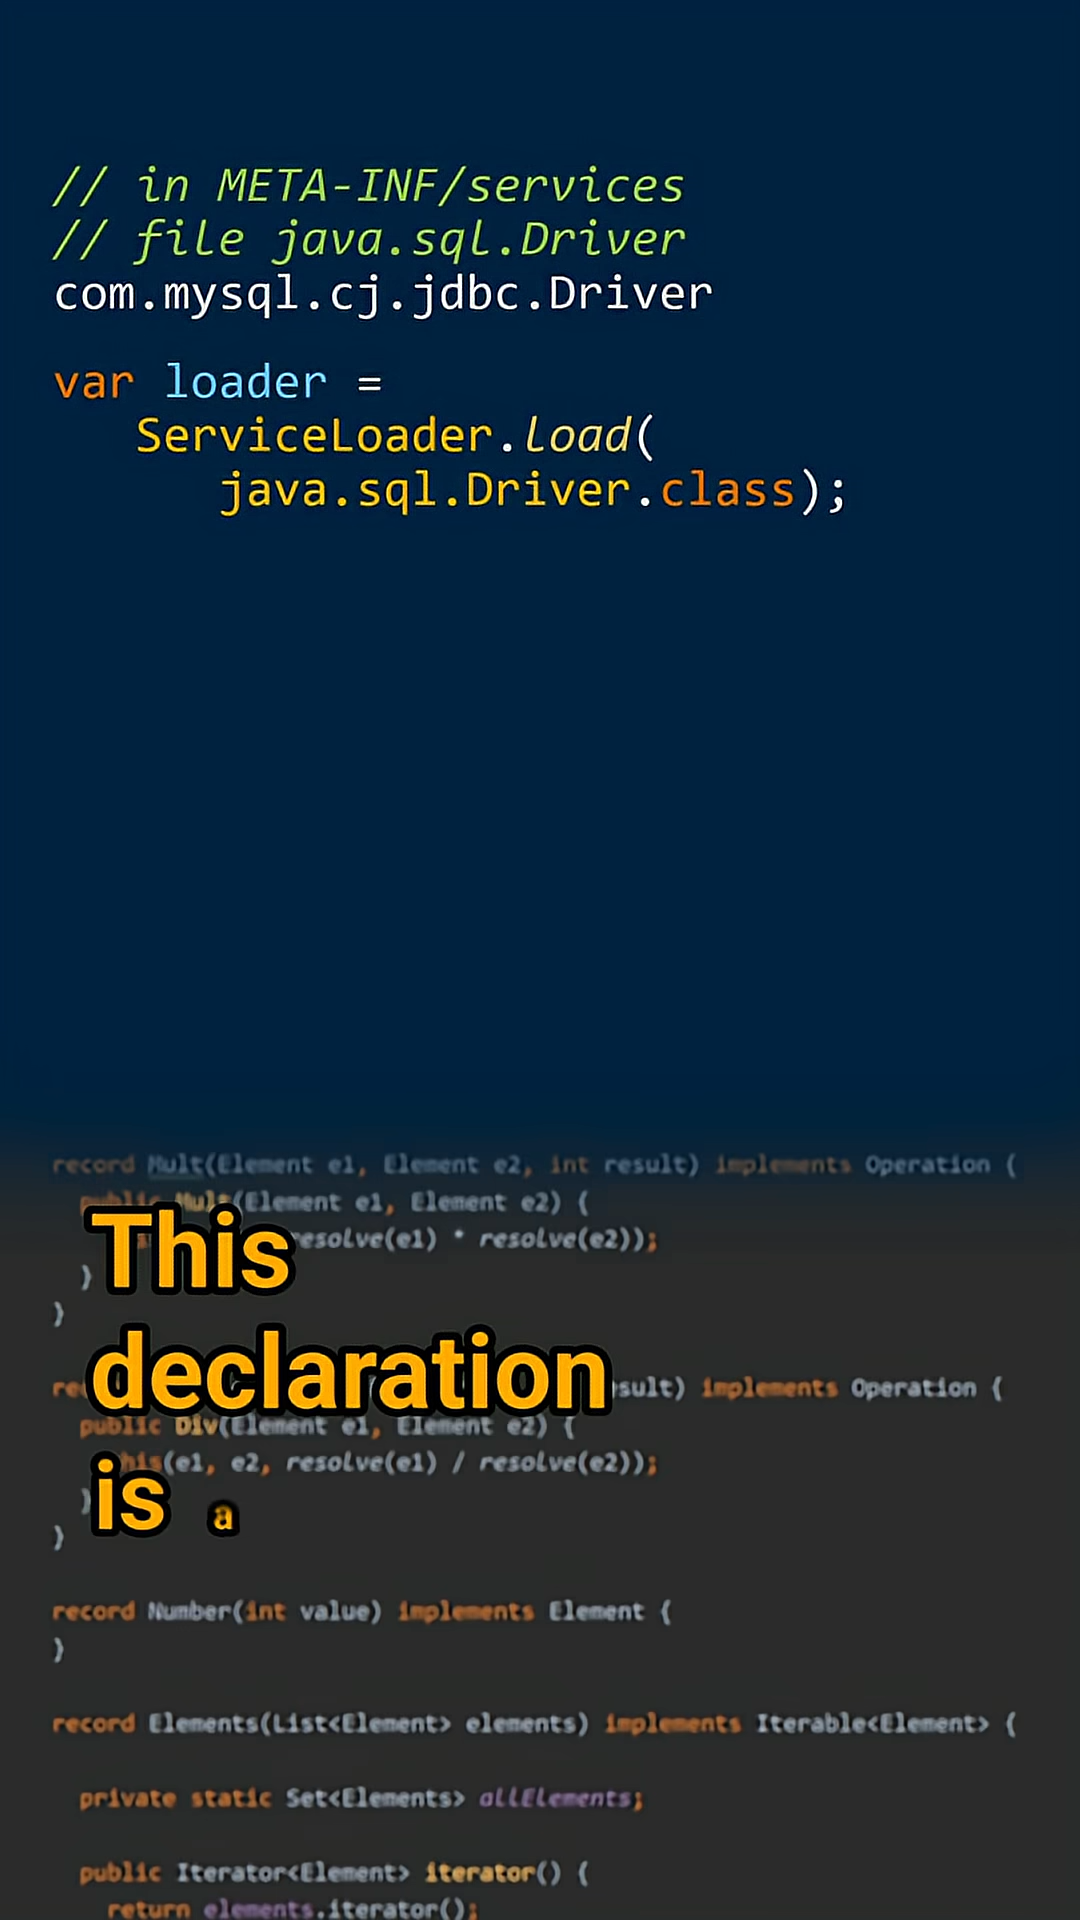 // in META-INF/services
// file java.sql.Driver
com.mysql.cj.jdbc.Driver
var loader =
ServiceLoader.load(
java.sql.Driver.class);
record Mult(Element e1, Element e2, int result) implements Operation {
public Mult(Element e1, Element e2) {
resolve(e1) * resolve(e2));
}
}
This
declaration
is a
implements Operation {
public Div(Element e1, Element e2) {
(e1, e2, resolve(e1) / resolve(e2));
}
}
record Number(int value) implements Element {
}
record Elements(List<Element> elements) implements Iterable<Element> {
private static Set<Elements> allElements;
public Iterator<Element> iterator() {
return elements.iterator();